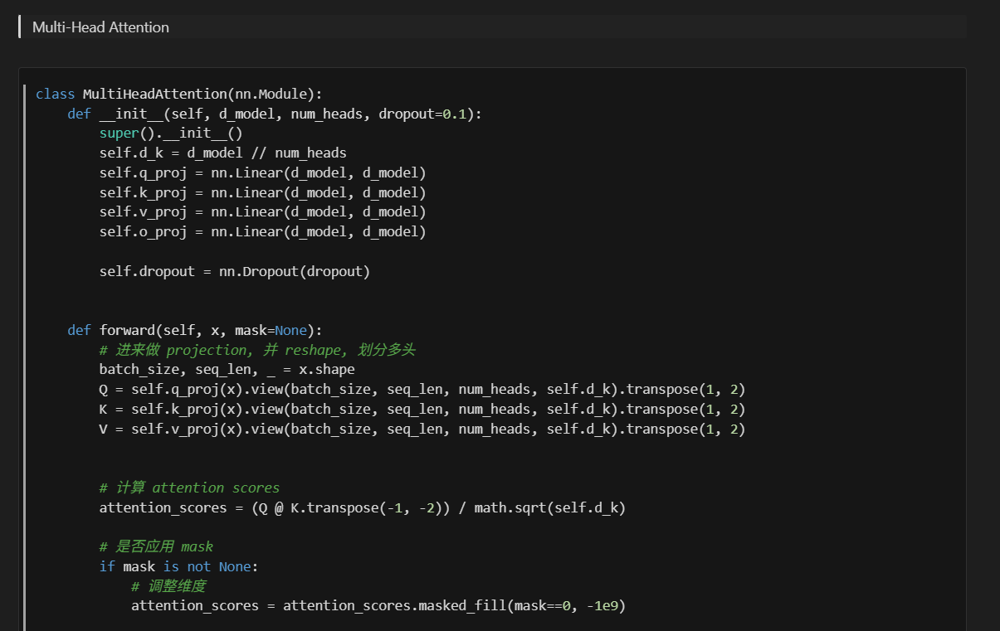 Multi-Head Attention
class MultiHeadAttention(nn.Module):
    def __init__(self, d_model, num_heads, dropout=0.1):
        super().__init__()
        self.d_k = d_model // num_heads
        self.q_proj = nn.Linear(d_model, d_model)
        self.k_proj = nn.Linear(d_model, d_model)
        self.v_proj = nn.Linear(d_model, d_model)
        self.o_proj = nn.Linear(d_model, d_model)
        self.dropout = nn.Dropout(dropout)
    def forward(self, x, mask=None):
        # 进来做 projection, 并 reshape, 划分多头
        batch_size, seq_len, _ = x.shape
        Q = self.q_proj(x).view(batch_size, seq_len, num_heads, self.d_k).transpose(1, 2)
        K = self.k_proj(x).view(batch_size, seq_len, num_heads, self.d_k).transpose(1, 2)
        V = self.v_proj(x).view(batch_size, seq_len, num_heads, self.d_k).transpose(1, 2)
        # 计算 attention scores
        attention_scores = (Q @ K.transpose(-1, -2)) / math.sqrt(self.d_k)
        # 是否应用 mask
        if mask is not None:
            # 调整维度
            attention_scores = attention_scores.masked_fill(mask==0, -1e9)